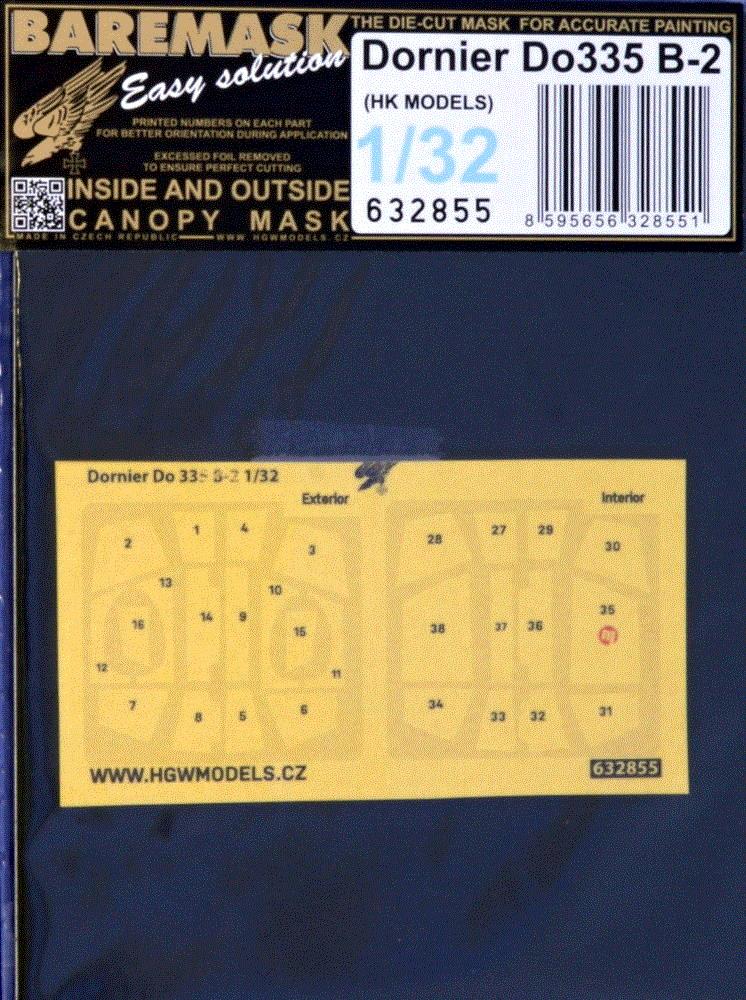 BAREMASK
Easy solution
THE DIE-CUT MASK FOR ACCURATE PAINTING
Dornier Do335 B-2
(HK MODELS)
1/32
632855
8 595656 328551
PRINTED NUMBERS ON EACH PART
FOR BETTER ORIENTATION DURING APPLICATION
EXCESSED FOIL REMOVED
TO ENSURE PERFECT CUTTING
INSIDE AND OUTSIDE
CANOPY MASK
MADE IN CZECH REPUBLIC
WWW.HGWMODELS.CZ
Dornier Do 335 B-2 1/32
Exterior
Interior
2 1 4 3
28 27 29 30
13 10
16 14 9 15
38 37 36 35
12 11
7 8 5 6
34 33 32 31
WWW.HGWMODELS.CZ
632855